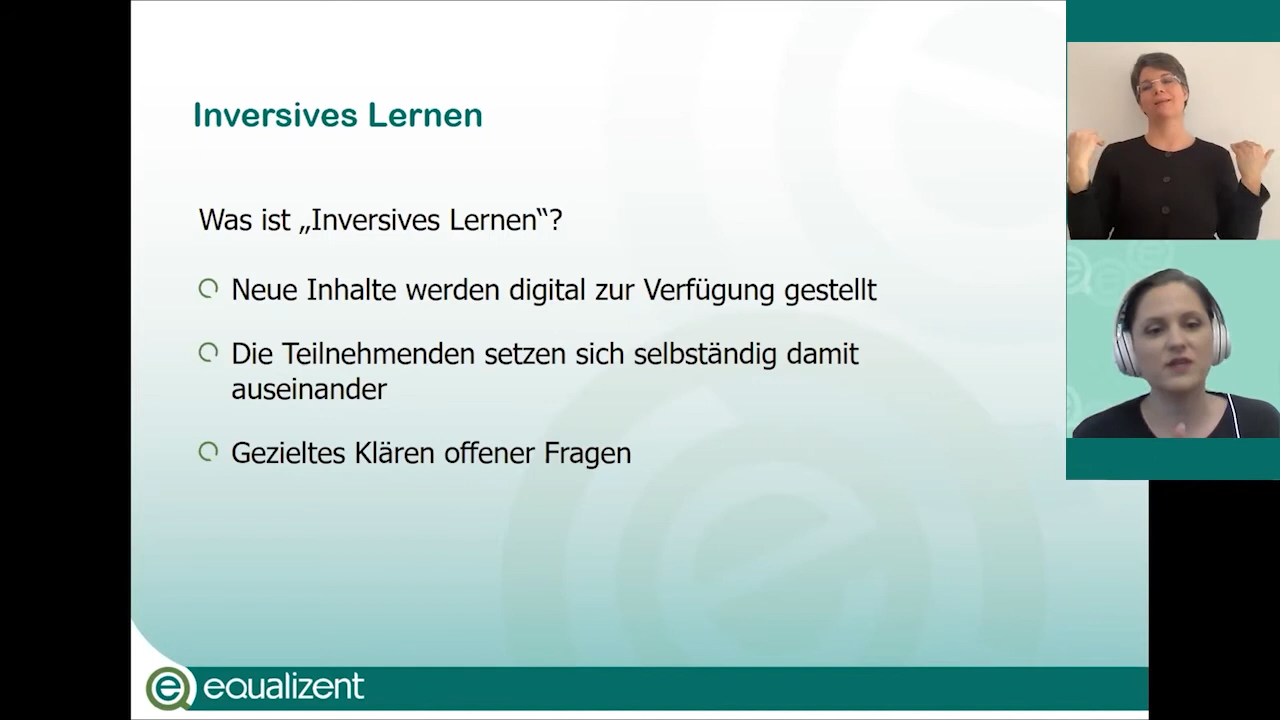 Inversives Lernen
Was ist „Inversives Lernen“?
Neue Inhalte werden digital zur Verfügung gestellt
Die Teilnehmenden setzen sich selbständig damit
auseinander
Gezieltes Klären offener Fragen
equalizent